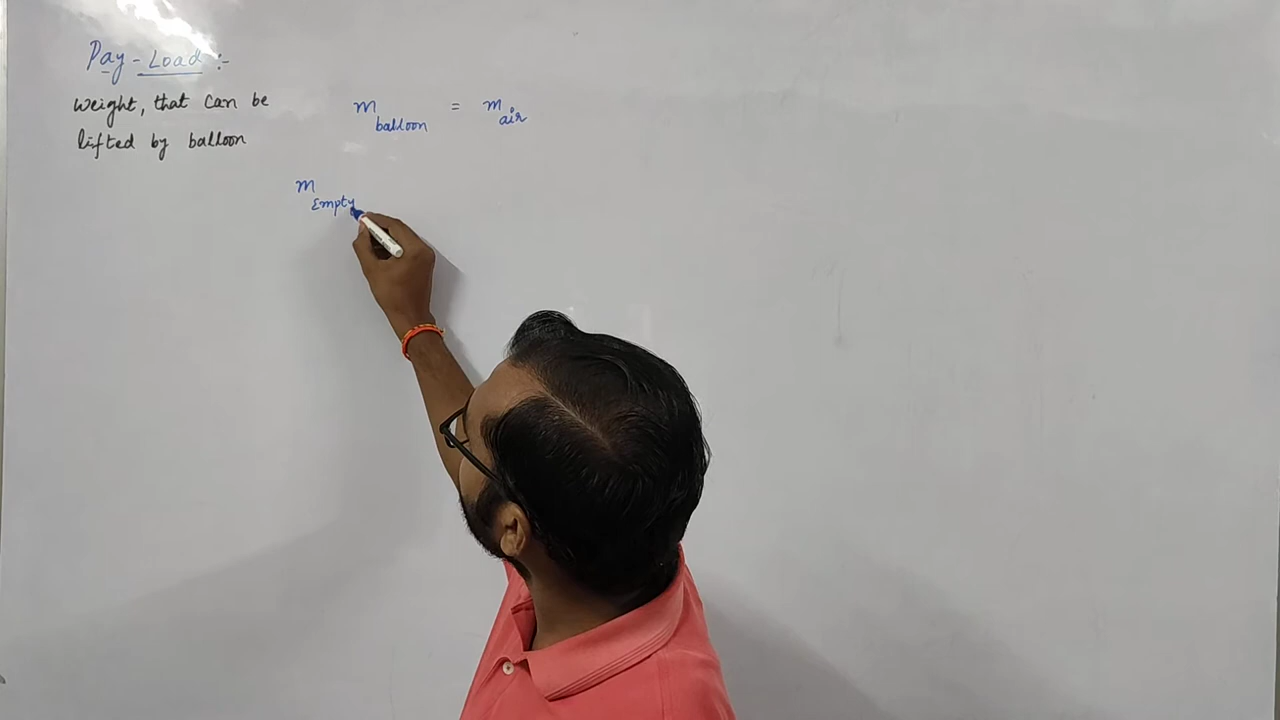 Pay-Load :-
weight, that can be
lifted by balloon
m balloon = m air
m Empty